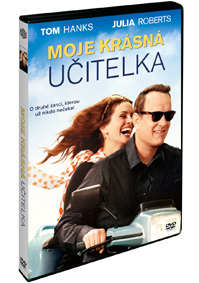 TOM HANKS JULIA ROBERTS
MOJE KRÁSNÁ
UČITELKA
O druhé šanci, kterou
už nikdo nečekal!
DVD
MOJE KRÁSNÁ
UČITELKA